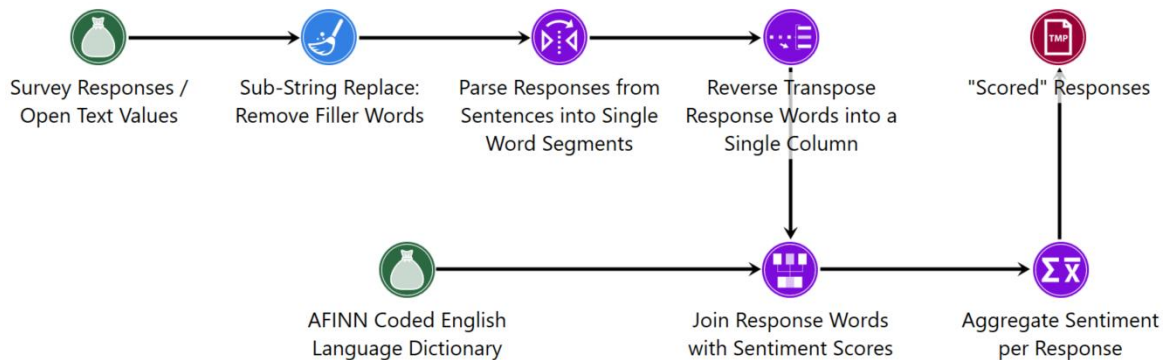 Survey Responses /
Open Text Values
Sub-String Replace:
Remove Filler Words
Parse Responses from
Sentences into Single
Word Segments
Reverse Transpose
Response Words into a
Single Column
TMP
"Scored" Responses
AFINN Coded English
Language Dictionary
Join Response Words
with Sentiment Scores
Σ x̄
Aggregate Sentiment
per Response